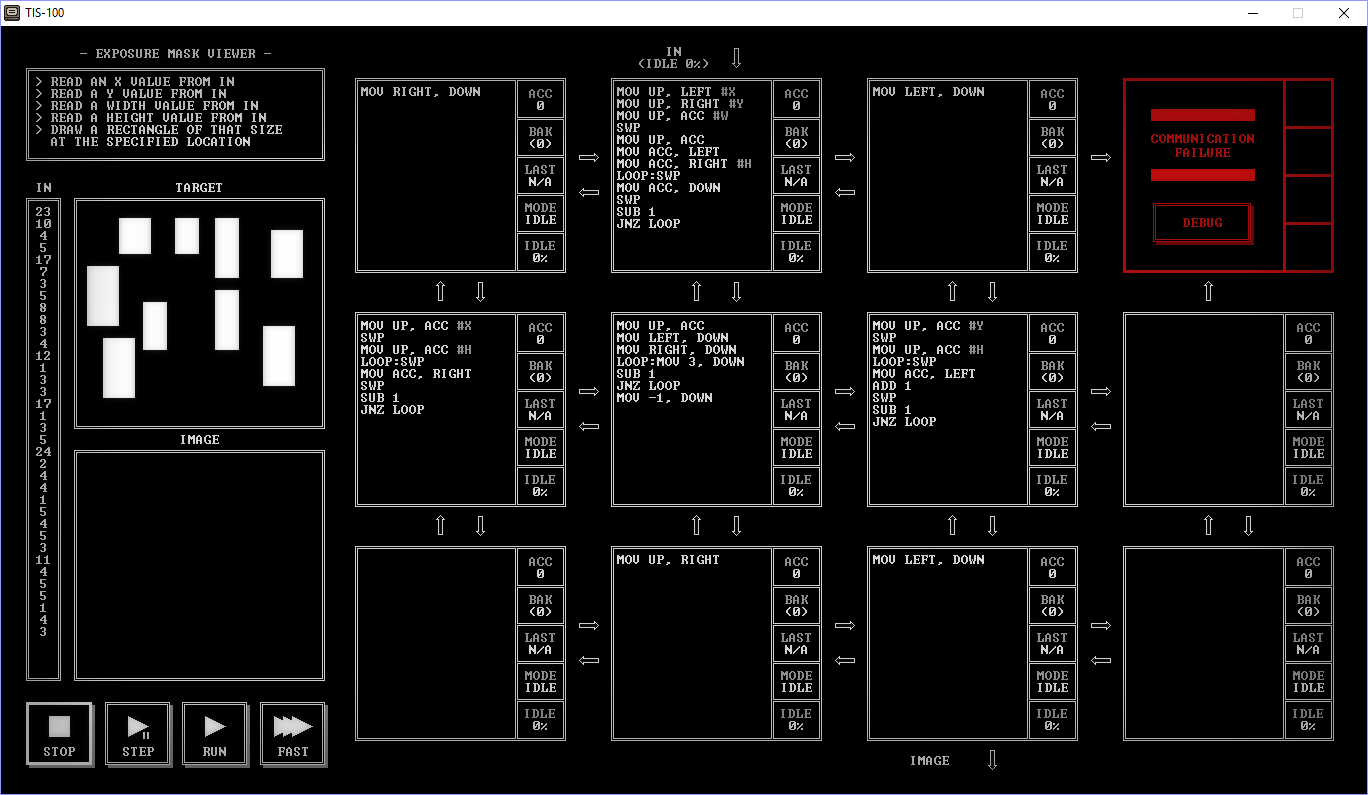 TIS-100
- EXPOSURE MASK VIEWER -
> READ AN X VALUE FROM IN
> READ A Y VALUE FROM IN
> READ A WIDTH VALUE FROM IN
> READ A HEIGHT VALUE FROM IN
> DRAW A RECTANGLE OF THAT SIZE
AT THE SPECIFIED LOCATION
IN
23
10
4
5
17
7
3
5
8
8
3
4
12
1
3
3
17
1
3
5
24
2
4
4
1
5
4
5
3
11
4
5
5
1
4
3
TARGET
IMAGE
STOP
STEP
RUN
FAST
IN
(IDLE 0%)
MOV RIGHT, DOWN
ACC
0
BAK
(0)
LAST
N/A
MODE
IDLE
IDLE
0%
MOV UP, LEFT #X
MOV UP, RIGHT #Y
MOV UP, ACC #W
SWP
MOV UP, ACC
MOV ACC, LEFT
MOV ACC, RIGHT #H
LOOP:SWP
MOV ACC, DOWN
SWP
SUB 1
JNZ LOOP
ACC
0
BAK
(0)
LAST
N/A
MODE
IDLE
IDLE
0%
MOV LEFT, DOWN
ACC
0
BAK
(0)
LAST
N/A
MODE
IDLE
IDLE
0%
COMMUNICATION
FAILURE
DEBUG
MOV UP, ACC #X
SWP
MOV UP, ACC #H
LOOP:SWP
MOV ACC, RIGHT
SWP
SUB 1
JNZ LOOP
ACC
0
BAK
(0)
LAST
N/A
MODE
IDLE
IDLE
0%
MOV UP, ACC
MOV LEFT, DOWN
MOV RIGHT, DOWN
LOOP:MOV 3, DOWN
SUB 1
JNZ LOOP
MOV -1, DOWN
ACC
0
BAK
(0)
LAST
N/A
MODE
IDLE
IDLE
0%
MOV UP, ACC #Y
SWP
MOV UP, ACC #H
LOOP:SWP
MOV ACC, LEFT
ADD 1
SWP
SUB 1
JNZ LOOP
ACC
0
BAK
(0)
LAST
N/A
MODE
IDLE
IDLE
0%
ACC
0
BAK
(0)
LAST
N/A
MODE
IDLE
IDLE
0%
ACC
0
BAK
(0)
LAST
N/A
MODE
IDLE
IDLE
0%
MOV UP, RIGHT
ACC
0
BAK
(0)
LAST
N/A
MODE
IDLE
IDLE
0%
MOV LEFT, DOWN
ACC
0
BAK
(0)
LAST
N/A
MODE
IDLE
IDLE
0%
ACC
0
BAK
(0)
LAST
N/A
MODE
IDLE
IDLE
0%
IMAGE